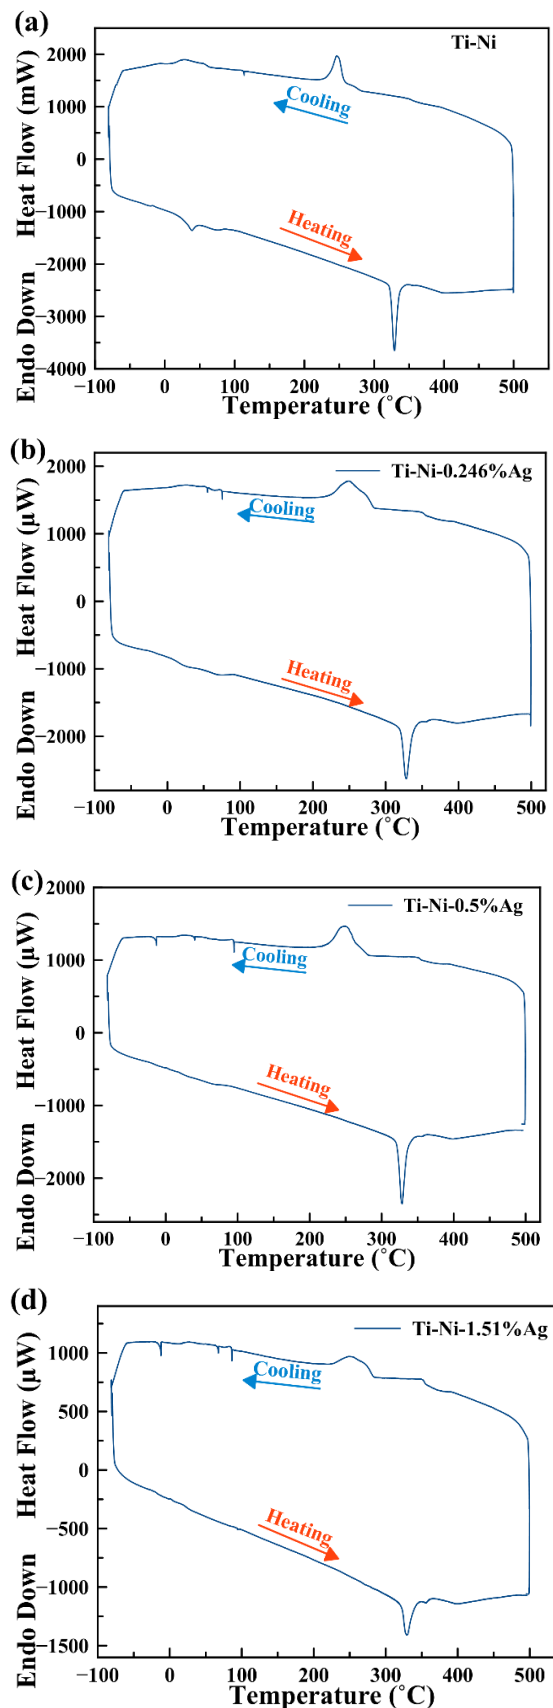 (a)
Ti-Ni
2000
1000
0
−1000
−2000
−3000
−4000
Endo Down Heat Flow (mW)
Cooling
Heating
−100 0 100 200 300 400 500
Temperature (˚C)
(b)
Ti-Ni-0.246%Ag
2000
1000
0
−1000
−2000
Endo Down Heat Flow (μW)
Cooling
Heating
−100 0 100 200 300 400 500
Temperature (˚C)
(c)
Ti-Ni-0.5%Ag
2000
1000
0
−1000
−2000
Endo Down Heat Flow (μW)
Cooling
Heating
−100 0 100 200 300 400 500
Temperature (˚C)
(d)
Ti-Ni-1.51%Ag
1000
500
0
−500
−1000
−1500
Endo Down Heat Flow (μW)
Cooling
Heating
−100 0 100 200 300 400 500
Temperature (˚C)